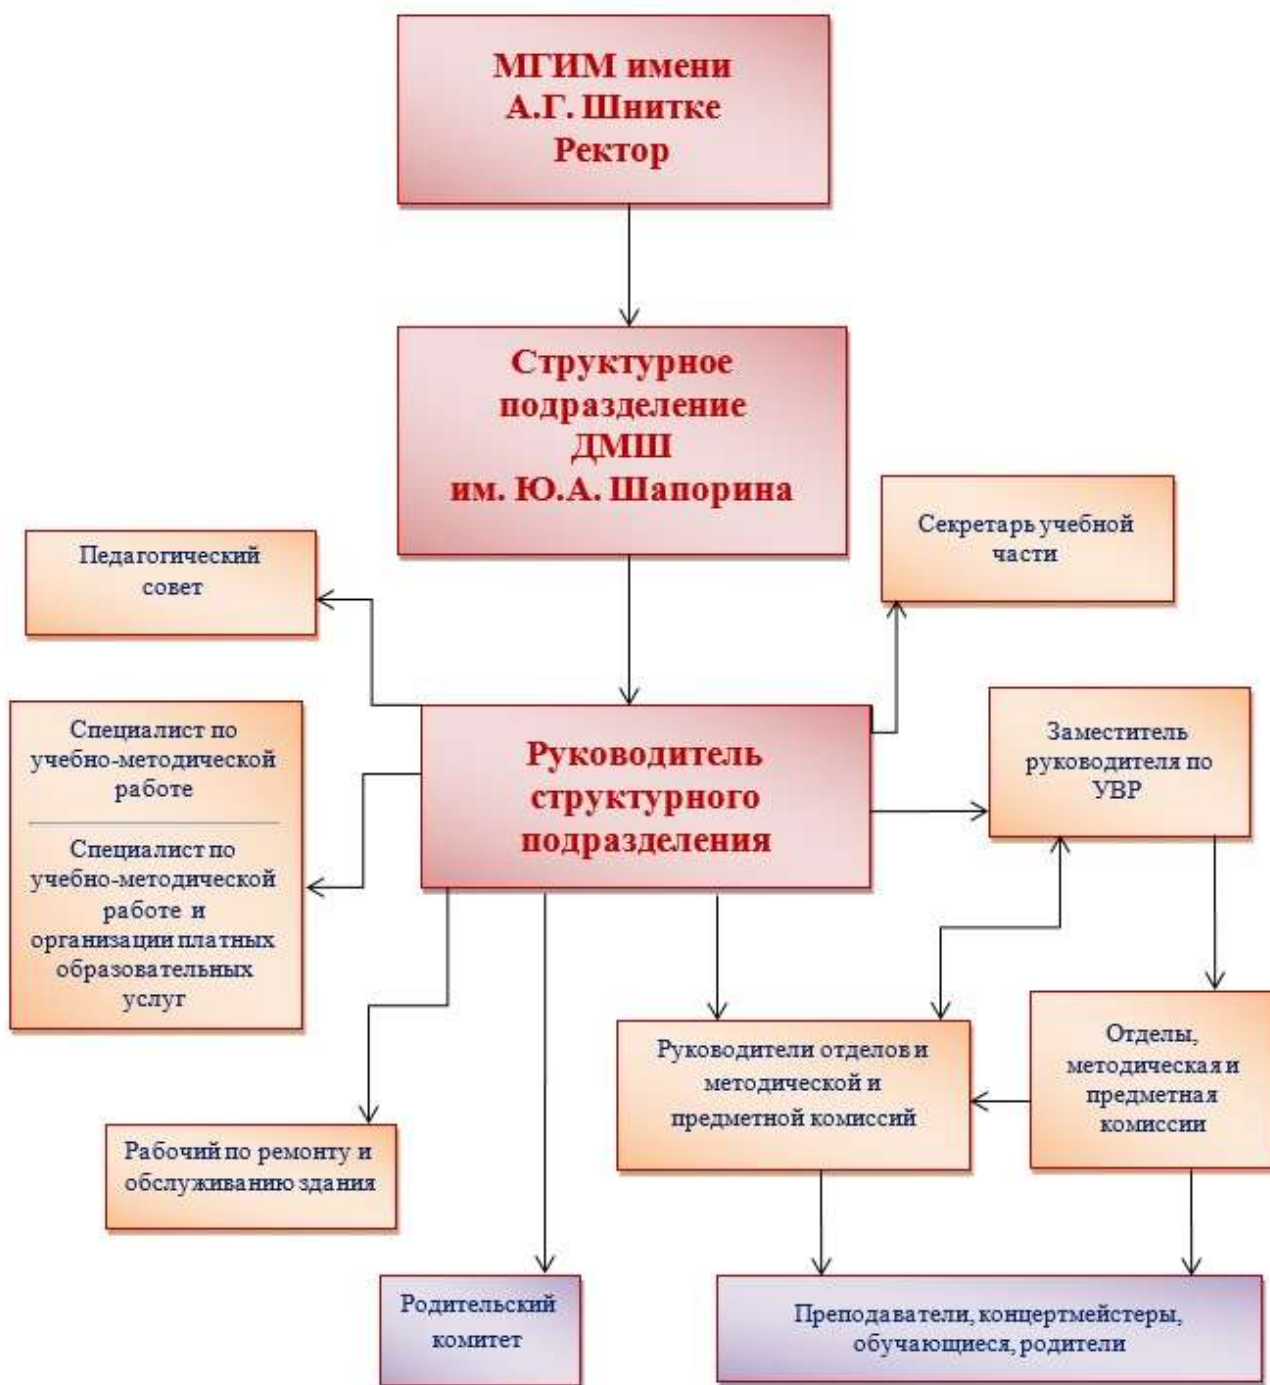 МГИМ имени
А.Г. Шнитке
Ректор
Структурное
подразделение
ДМШ
им. Ю.А. Шапорина
Секретарь учебной
части
Педагогический
совет
Специалист по
учебно-методической
работе
Специалист по
учебно-методической
работе и
организации платных
образовательных
услуг
Руководитель
структурного
подразделения
Заместитель
руководителя по
УВР
Руководители отделов и
методической и
предметной комиссий
Отделы,
методическая и
предметная
комиссии
Рабочий по ремонту и
обслуживанию здания
Родительский
комитет
Преподаватели, концертмейстеры,
обучающиеся, родители